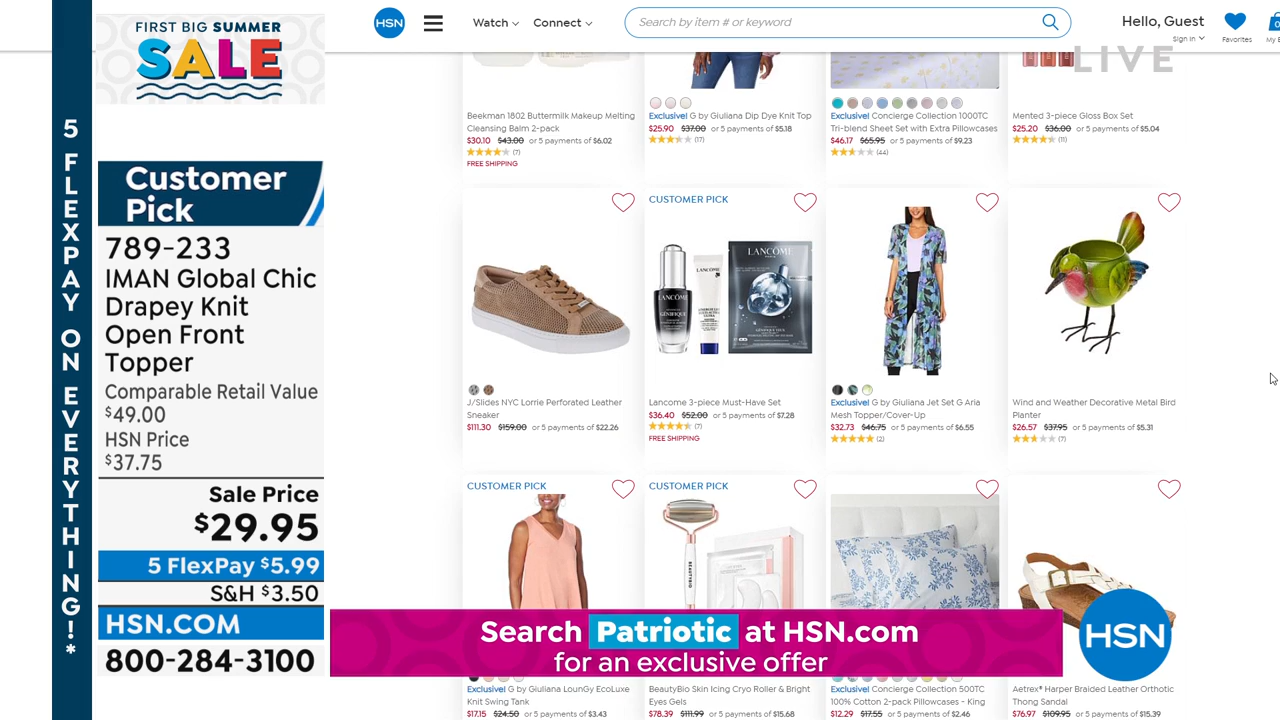 FIRST BIG SUMMER
SALE
5 FLEXPAY ON EVERYTHING!*
Customer
Pick
789-233
IMAN Global Chic
Drapey Knit
Open Front
Topper
Comparable Retail Value
$49.00
HSN Price
$37.75
Sale Price
$29.95
5 FlexPay $5.99
S&H $3.50
HSN.COM
800-284-3100
HSN
Watch
Connect
Search by item # or keyword
Hello, Guest
Sign In
Favorites
0
LIVE
Beekman 1802 Buttermilk Makeup Melting
Cleansing Balm 2-pack
$30.10 $43.00 or 5 payments of $6.02
(7)
FREE SHIPPING
Exclusive! G by Giuliana Dip Dye Knit Top
$25.90 $37.00 or 5 payments of $5.18
(17)
Exclusive! Concierge Collection 1000TC
Tri-blend Sheet Set with Extra Pillowcases
$46.17 $65.95 or 5 payments of $9.23
(44)
Mented 3-piece Gloss Box Set
$25.20 $36.00 or 5 payments of $5.04
(11)
J/Slides NYC Lorrie Perforated Leather
Sneaker
$111.30 $159.00 or 5 payments of $22.26
CUSTOMER PICK
LANCOME
LANCOME
GÉNIFIQUE
LANCOME
Lancome 3-piece Must-Have Set
$36.40 $52.00 or 5 payments of $7.28
(7)
FREE SHIPPING
Exclusive! G by Giuliana Jet Set G Aria
Mesh Topper/Cover-Up
$32.73 $46.75 or 5 payments of $6.55
(2)
Wind and Weather Decorative Metal Bird
Planter
$26.57 $37.95 or 5 payments of $5.31
(7)
CUSTOMER PICK
CUSTOMER PICK
BEAUTYBIO
Search Patriotic at HSN.com
for an exclusive offer
HSN
Exclusive! G by Giuliana LounGy EcoLuxe
Knit Swing Tank
$17.15 $24.50 or 5 payments of $3.43
BeautyBio Skin Icing Cryo Roller & Bright
Eyes Gels
$78.39 $111.99 or 5 payments of $15.68
Exclusive! Concierge Collection 500TC
100% Cotton 2-pack Pillowcases - King
$12.29 $17.55 or 5 payments of $2.46
Aetrex® Harper Braided Leather Orthotic
Thong Sandal
$76.97 $109.95 or 5 payments of $15.39